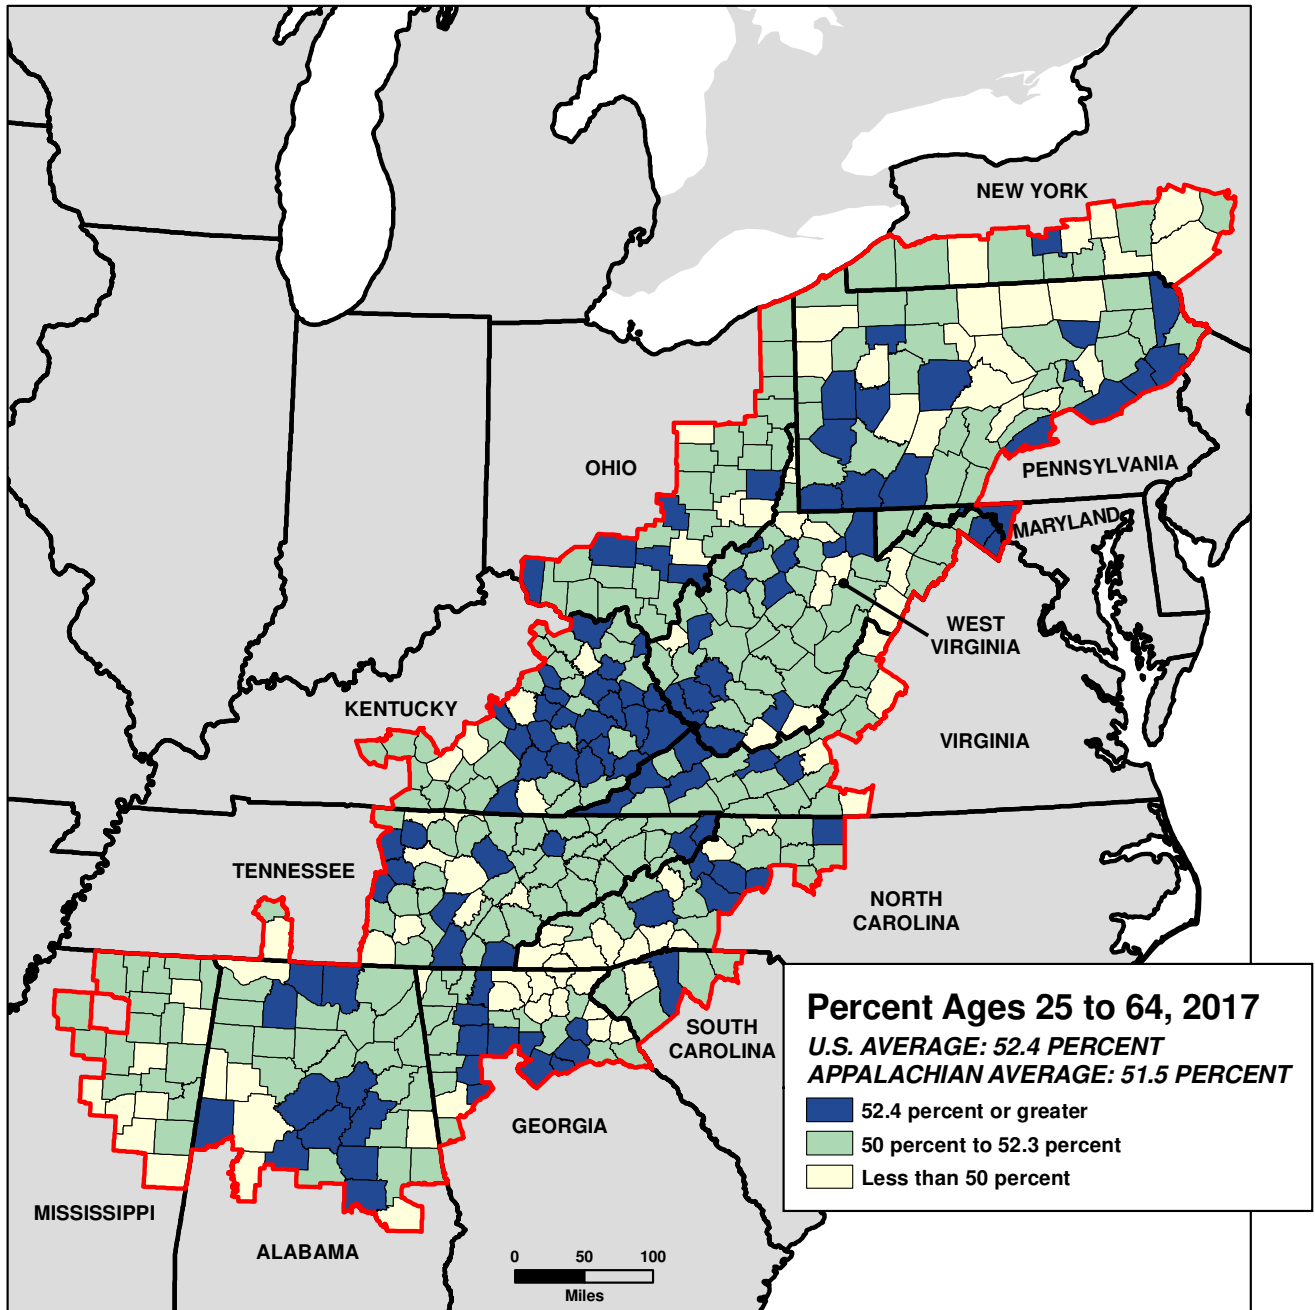 NEW YORK
OHIO
PENNSYLVANIA
MARYLAND
WEST
VIRGINIA
KENTUCKY
VIRGINIA
TENNESSEE
NORTH
CAROLINA
SOUTH
CAROLINA
GEORGIA
MISSISSIPPI
ALABAMA
Percent Ages 25 to 64, 2017
U.S. AVERAGE: 52.4 PERCENT
APPALACHIAN AVERAGE: 51.5 PERCENT
52.4 percent or greater
50 percent to 52.3 percent
Less than 50 percent
0 50 100
Miles